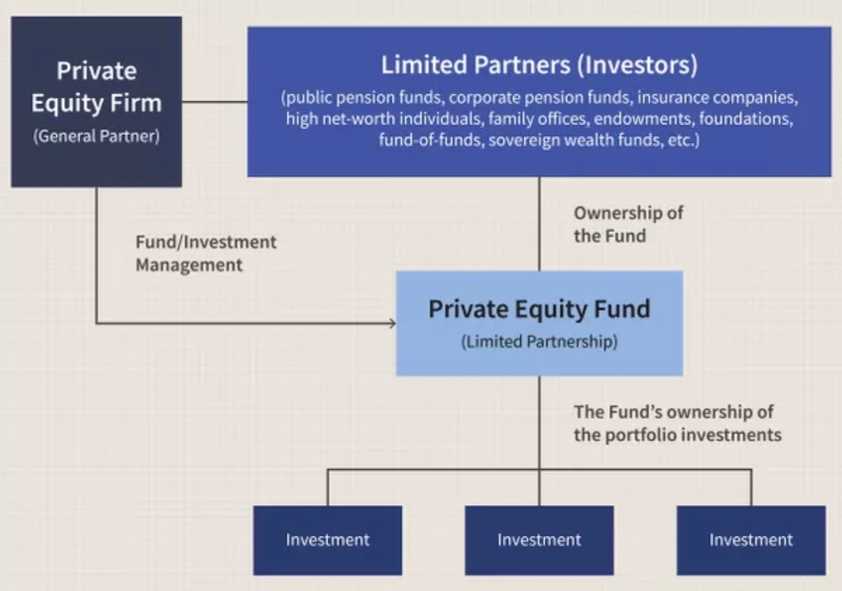 Private
Equity Firm
(General Partner)
Limited Partners (Investors)
(public pension funds, corporate pension funds, insurance companies,
high net-worth individuals, family offices, endowments, foundations,
fund-of-funds, sovereign wealth funds, etc.)
Fund/Investment
Management
Ownership of
the Fund
Private Equity Fund
(Limited Partnership)
The Fund's ownership of
the portfolio investments
Investment
Investment
Investment